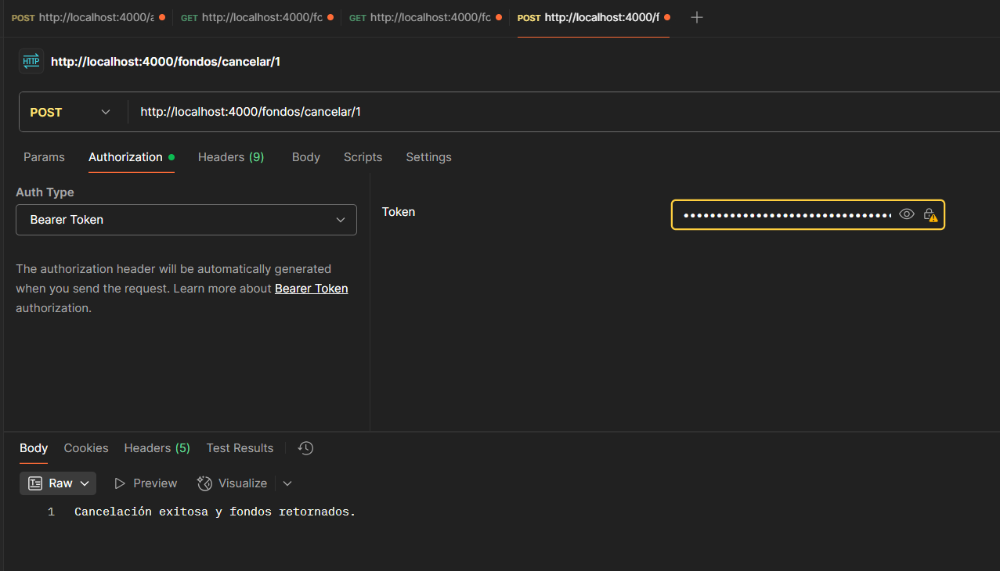 POST http://localhost:4000/a GET http://localhost:4000/fc GET http://localhost:4000/fc POST http://localhost:4000/f
HTTP http://localhost:4000/fondos/cancelar/1
POST http://localhost:4000/fondos/cancelar/1
Params Authorization Headers (9) Body Scripts Settings
Auth Type
Bearer Token
Token
The authorization header will be automatically generated
when you send the request. Learn more about Bearer Token
authorization.
Body Cookies Headers (5) Test Results
Raw Preview Visualize
1 Cancelación exitosa y fondos retornados.